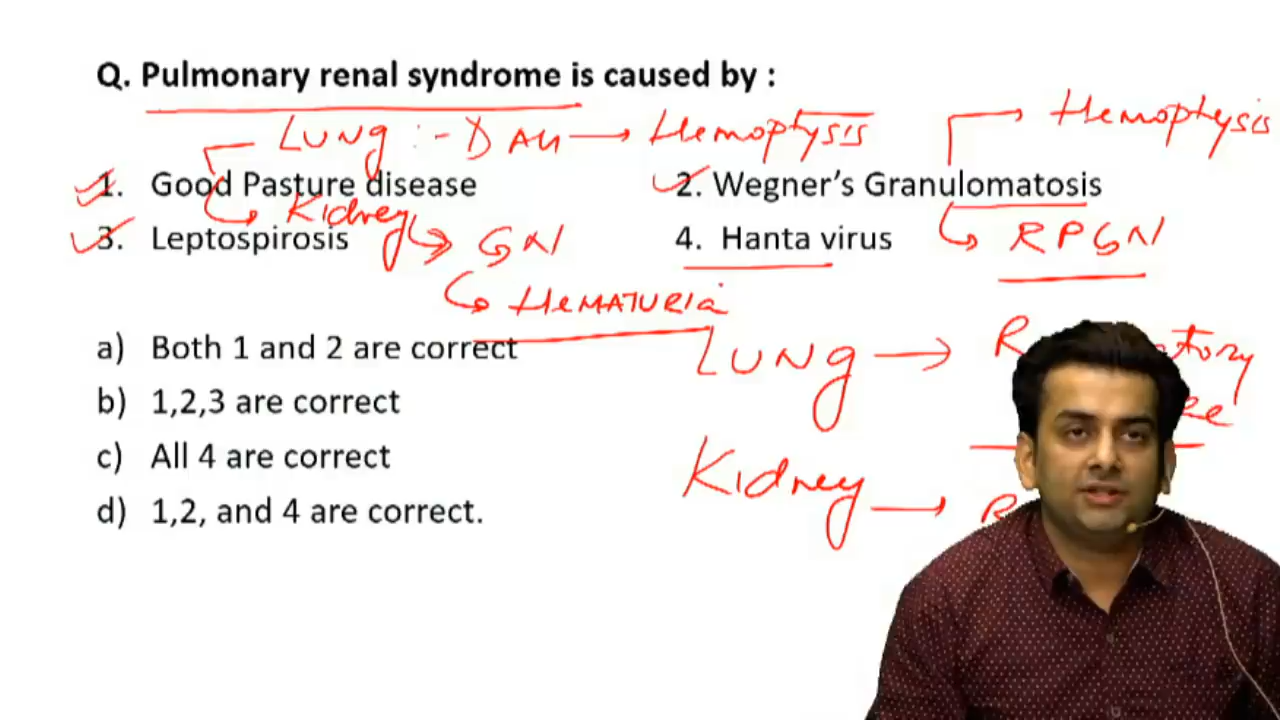 Q. Pulmonary renal syndrome is caused by :
Lung :- DAH → Hemoptysis
Hemophysis
1. Good Pasture disease
2. Wegner's Granulomatosis
Kidney
3. Leptospirosis
GN
4. Hanta virus
RPGN
HEMATURIA
a) Both 1 and 2 are correct
Lung →
b) 1,2,3 are correct
c) All 4 are correct
Kidney →
d) 1,2, and 4 are correct.